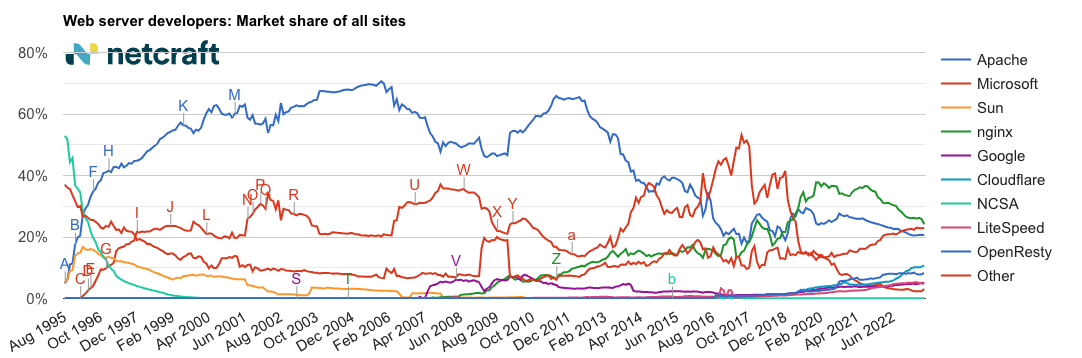 Web server developers: Market share of all sites
netcraft
80%
60%
40%
20%
0%
A
B
C
D
E
F
G
H
I
J
K
L
M
N
O
P
Q
R
S
T
U
V
W
X
Y
Z
a
b
Aug 1995
Oct 1996
Dec 1997
Feb 1999
Apr 2000
Jun 2001
Aug 2002
Oct 2003
Dec 2004
Feb 2006
Apr 2007
Jun 2008
Aug 2009
Oct 2010
Dec 2011
Feb 2013
Apr 2014
Jun 2015
Aug 2016
Oct 2017
Dec 2018
Feb 2020
Apr 2021
Jun 2022
Apache
Microsoft
Sun
nginx
Google
Cloudflare
NCSA
LiteSpeed
OpenResty
Other